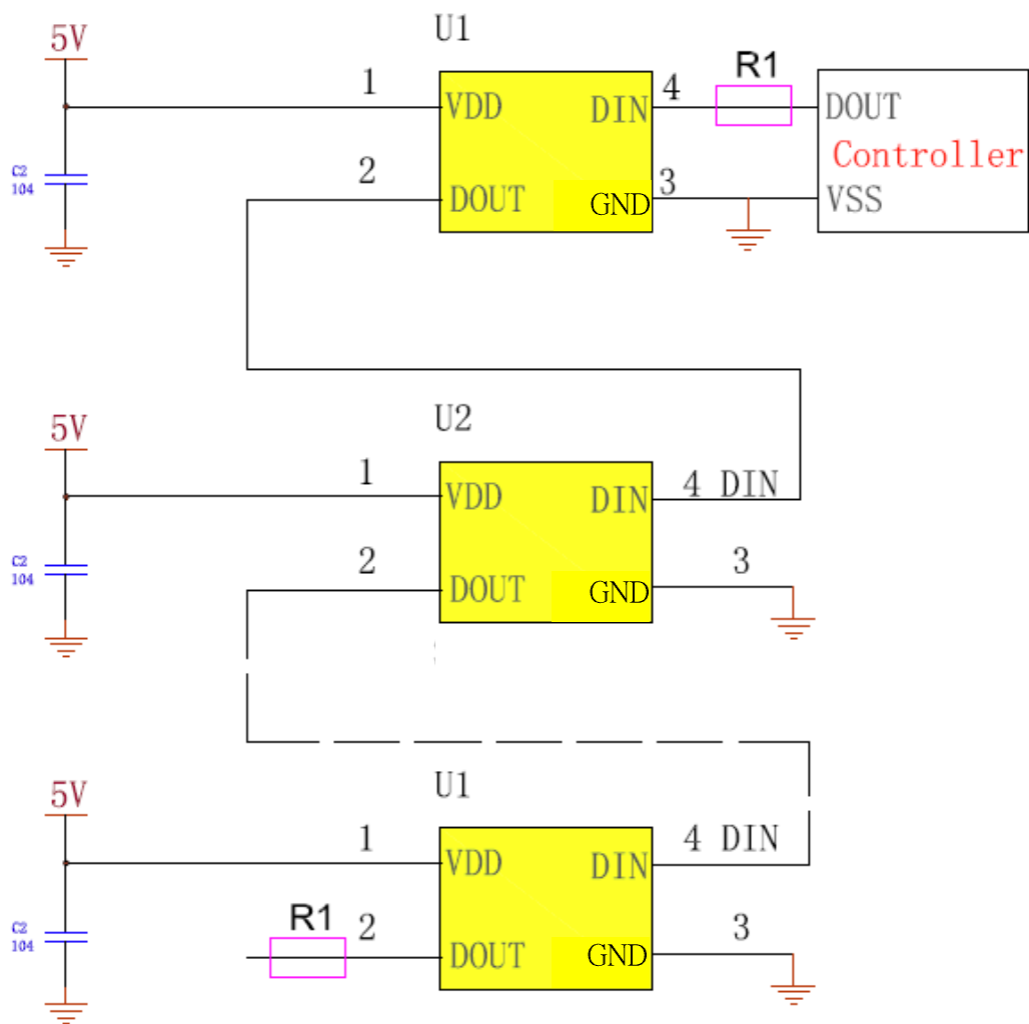 U1
5V
R1
1
4
VDD
DIN
DOUT
Controller
C2
104
2
3
DOUT
GND
VSS
U2
5V
1
4 DIN
VDD
DIN
C2
104
2
3
DOUT
GND
U1
5V
1
4 DIN
VDD
DIN
R1
C2
104
2
3
DOUT
GND